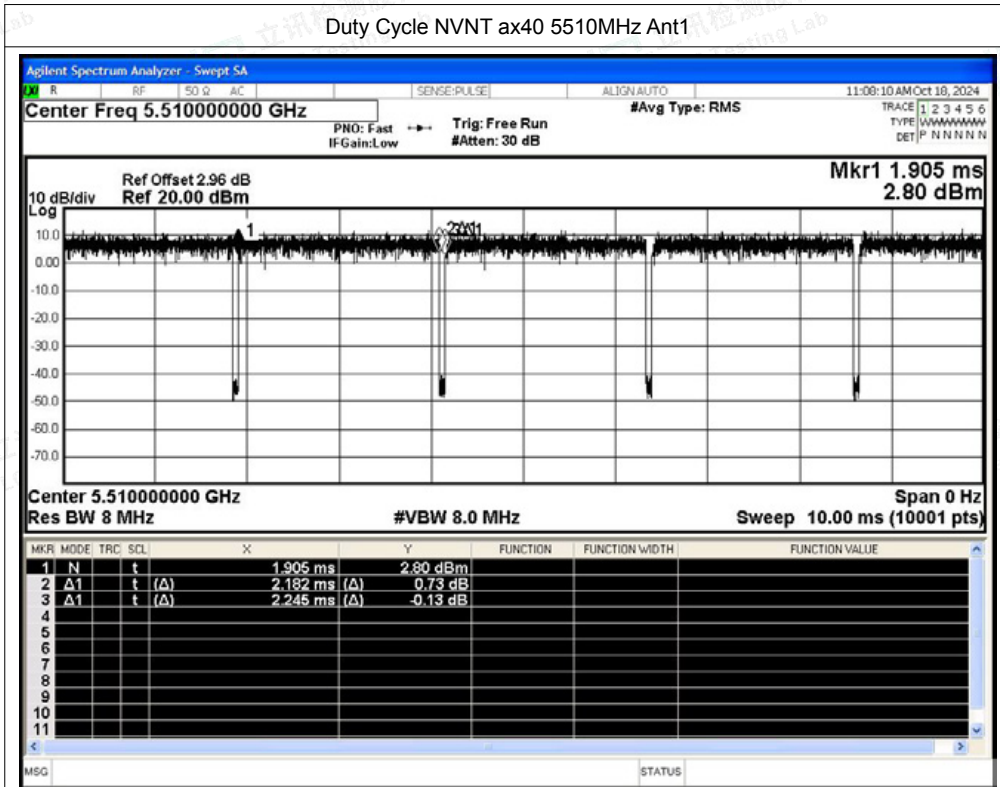 Duty Cycle NVNT ax40 5510MHz Ant1
Agilent Spectrum Analyzer - Swept SA
R RF 50 Ω AC SENSE:PULSE ALIGN AUTO 11:08:10 AM Oct 18, 2024
Center Freq 5.510000000 GHz #Avg Type: RMS TRACE 1 2 3 4 5 6
PNO: Fast Trig: Free Run TYPE WWWWWW
IFGain:Low #Atten: 30 dB DET P N N N N N
Mkr1 1.905 ms
Ref Offset 2.96 dB
10 dB/div Ref 20.00 dBm 2.80 dBm
Log
10.0
1
0.00
-10.0
-20.0
-30.0
-40.0
-50.0
-60.0
-70.0
Center 5.510000000 GHz Span 0 Hz
Res BW 8 MHz #VBW 8.0 MHz Sweep 10.00 ms (10001 pts)
MKR MODE TRC SCL X Y FUNCTION FUNCTION WIDTH FUNCTION VALUE
1 N t 1.905 ms 2.80 dBm
2 Δ1 t (Δ) 2.182 ms (Δ) 0.73 dB
3 Δ1 t (Δ) 2.245 ms (Δ) -0.13 dB
4
5
6
7
8
9
10
11
MSG STATUS